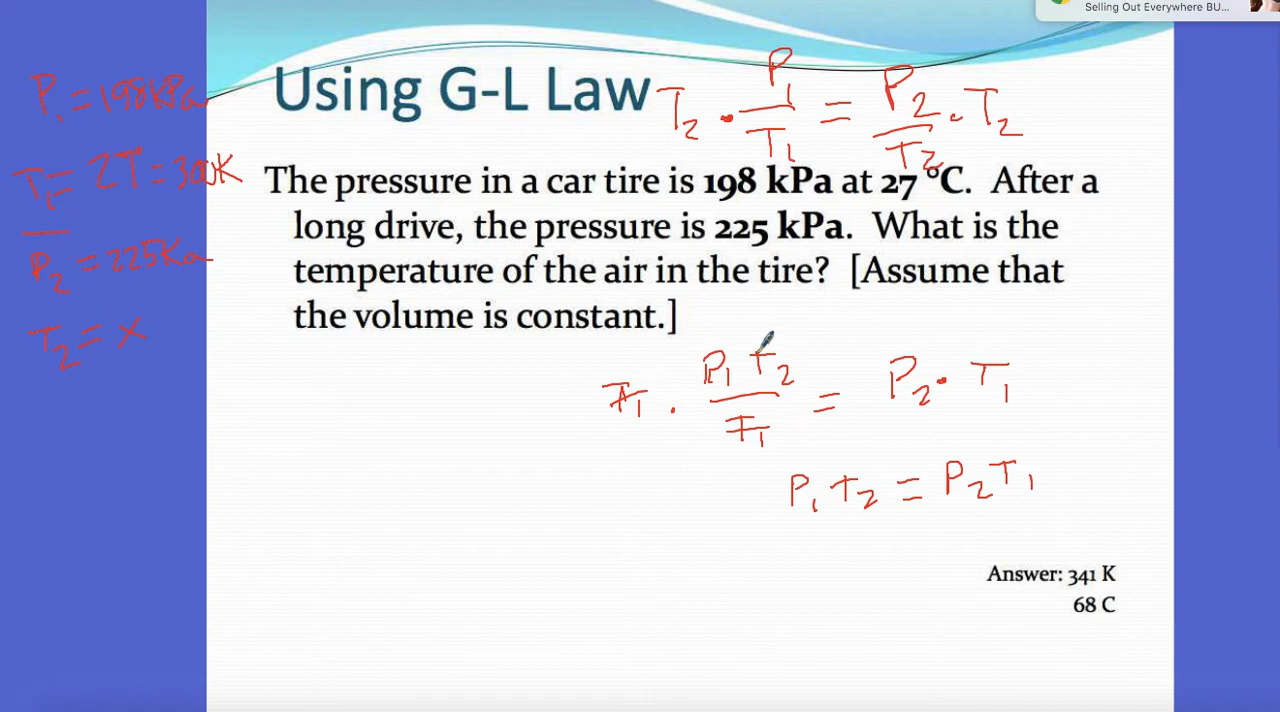 Selling Out Everywhere BU...
Using G-L Law
T₂ · P₁/T₁ = P₂/T₂ · T₂
P₁ = 198kPa
T₁ = 27 = 300K
P₂ = 225Ka
T₂ = x
The pressure in a car tire is 198 kPa at 27 °C. After a
long drive, the pressure is 225 kPa. What is the
temperature of the air in the tire? [Assume that
the volume is constant.]
T₁ · P₁ T₂/T₁ = P₂ · T₁
P₁ T₂ = P₂ T₁
Answer: 341 K
68 C